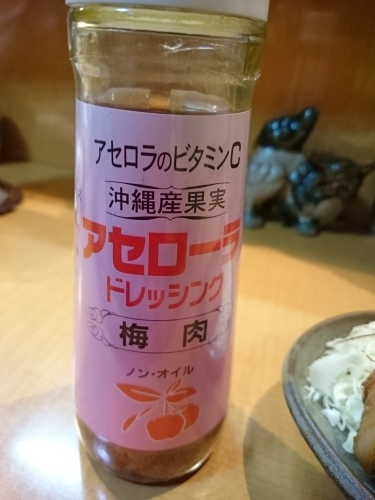 アセロラのビタミンC
沖縄産果実
アセローラ
ドレッシング
梅肉
ノン・オイル